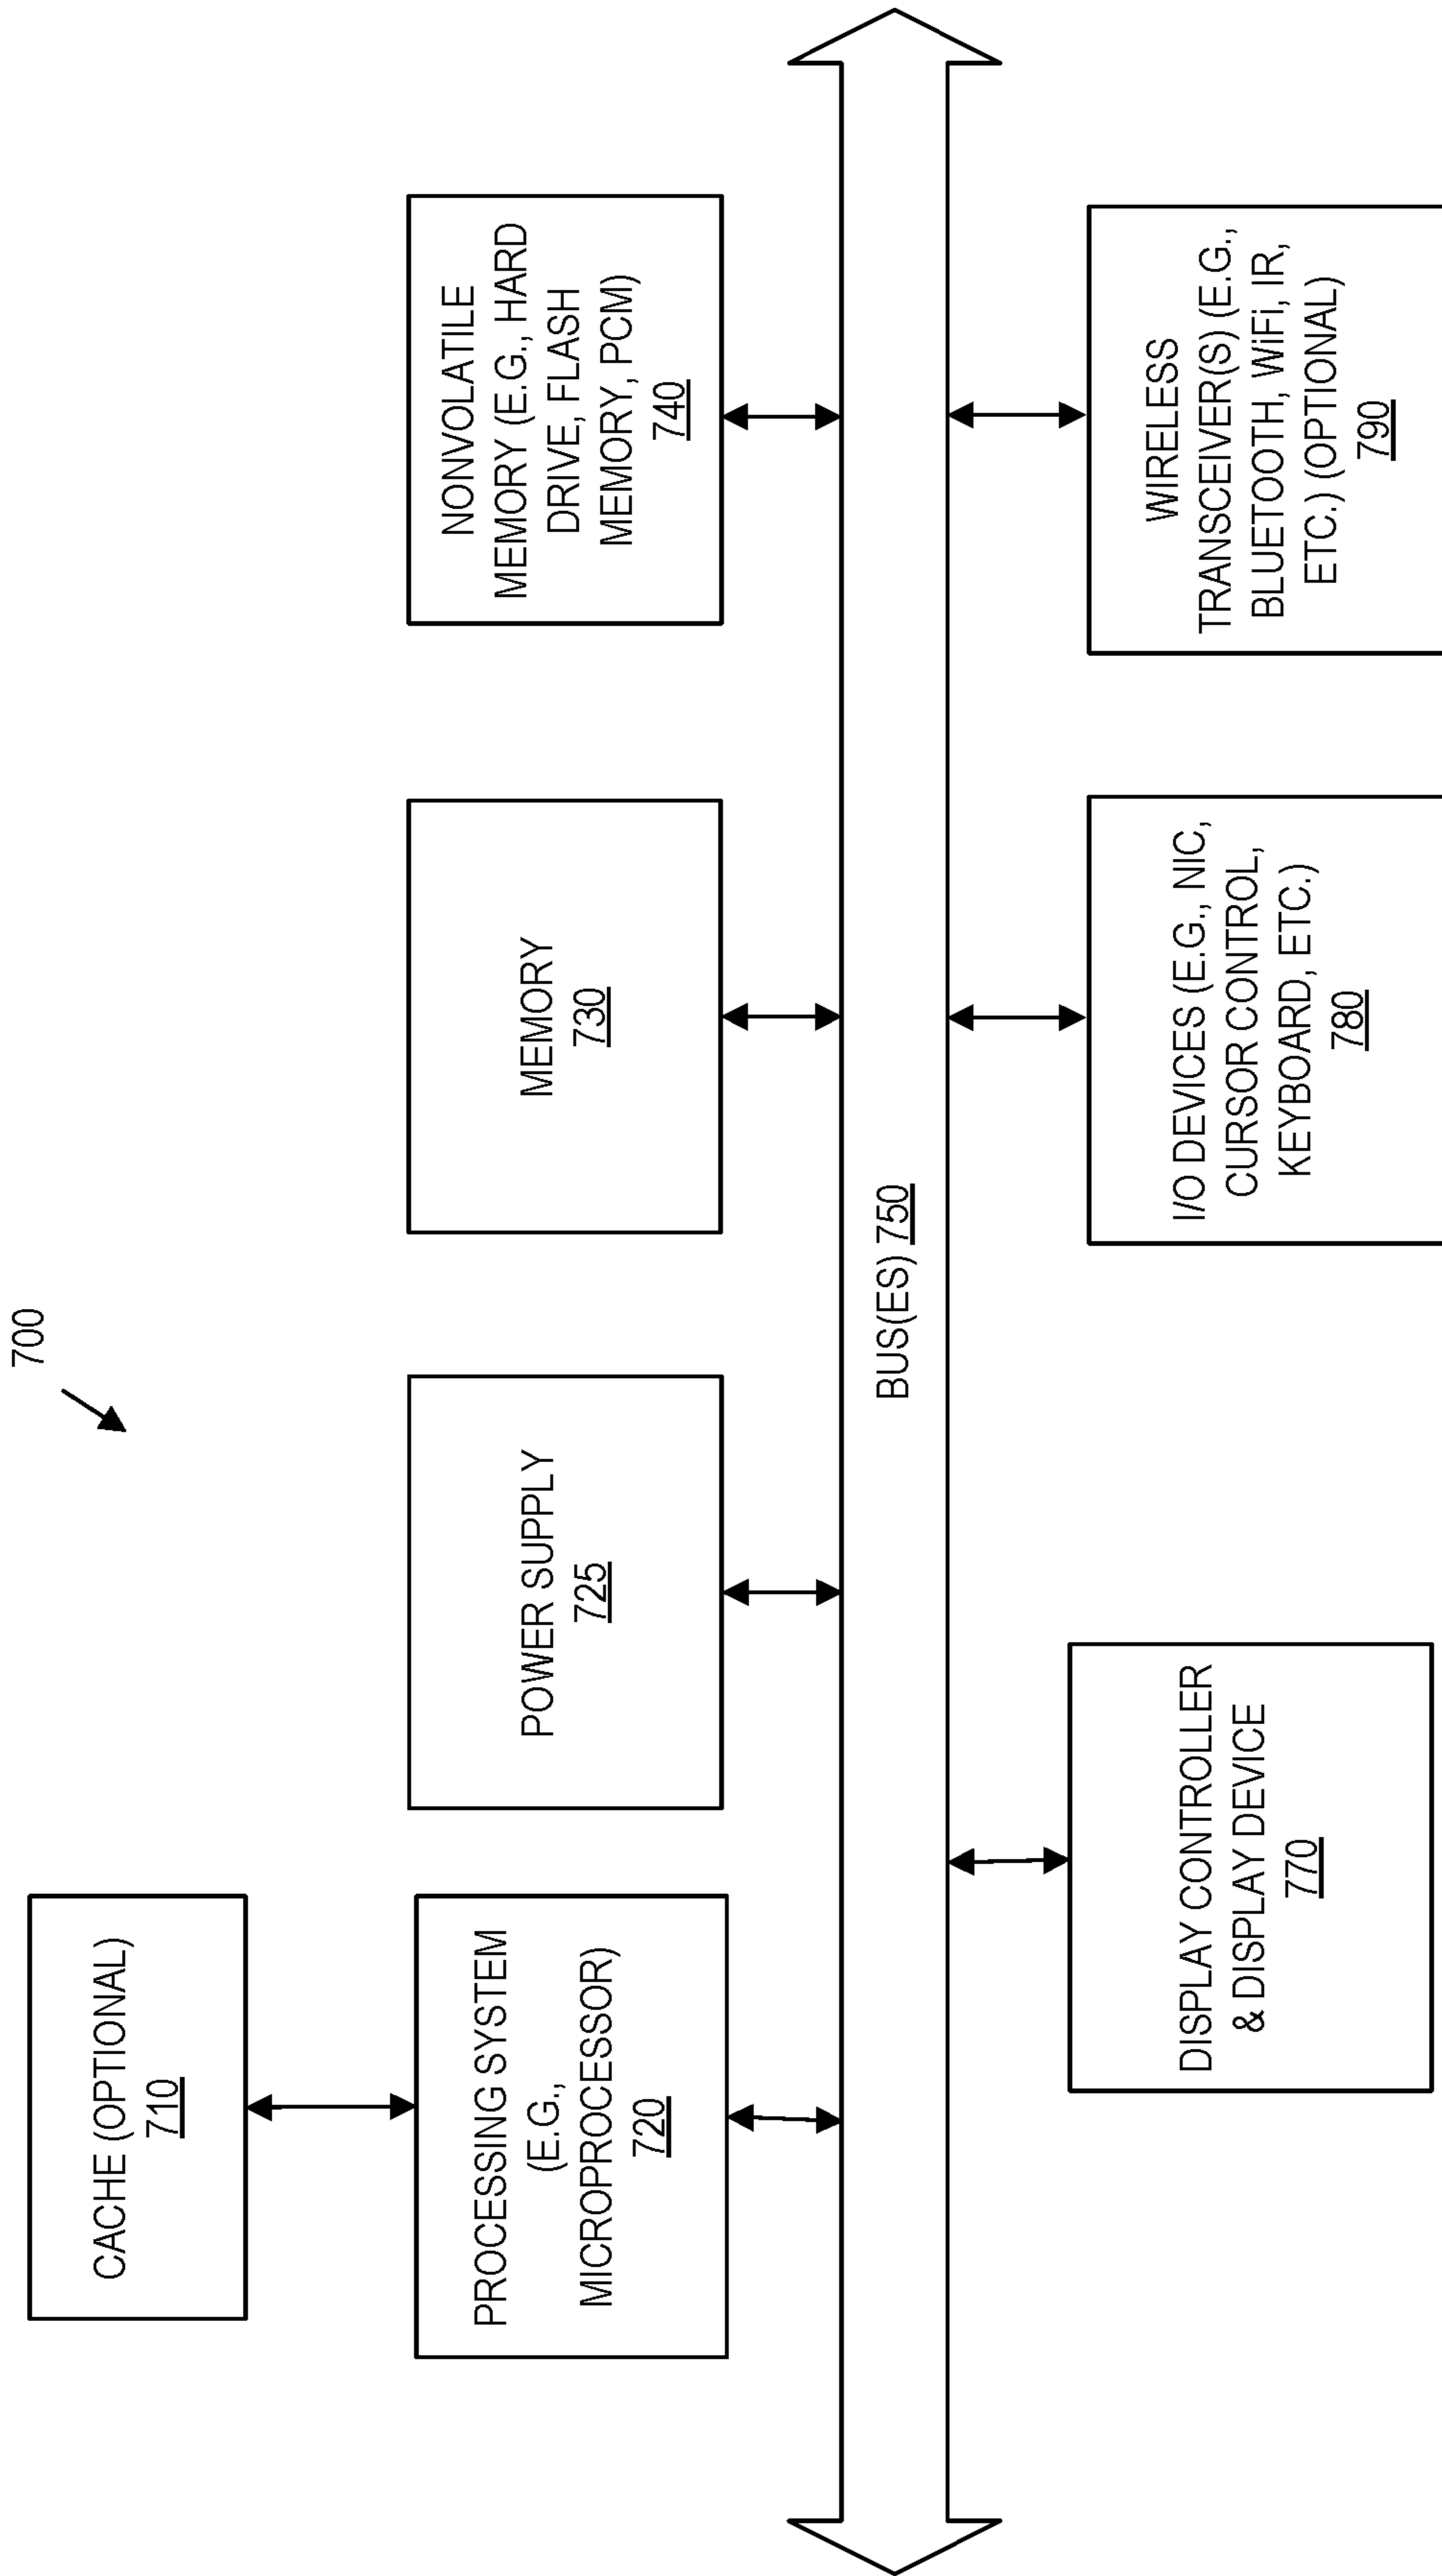 700
CACHE (OPTIONAL)
710
PROCESSING SYSTEM
(E.G.,
MICROPROCESSOR)
720
POWER SUPPLY
725
MEMORY
730
NONVOLATILE
MEMORY (E.G., HARD
DRIVE, FLASH
MEMORY, PCM)
740
BUS(ES) 750
DISPLAY CONTROLLER
& DISPLAY DEVICE
770
I/O DEVICES (E.G., NIC,
CURSOR CONTROL,
KEYBOARD, ETC.)
780
WIRELESS
TRANSCEIVER(S) (E.G.,
BLUETOOTH, WiFi, IR,
ETC.) (OPTIONAL)
790